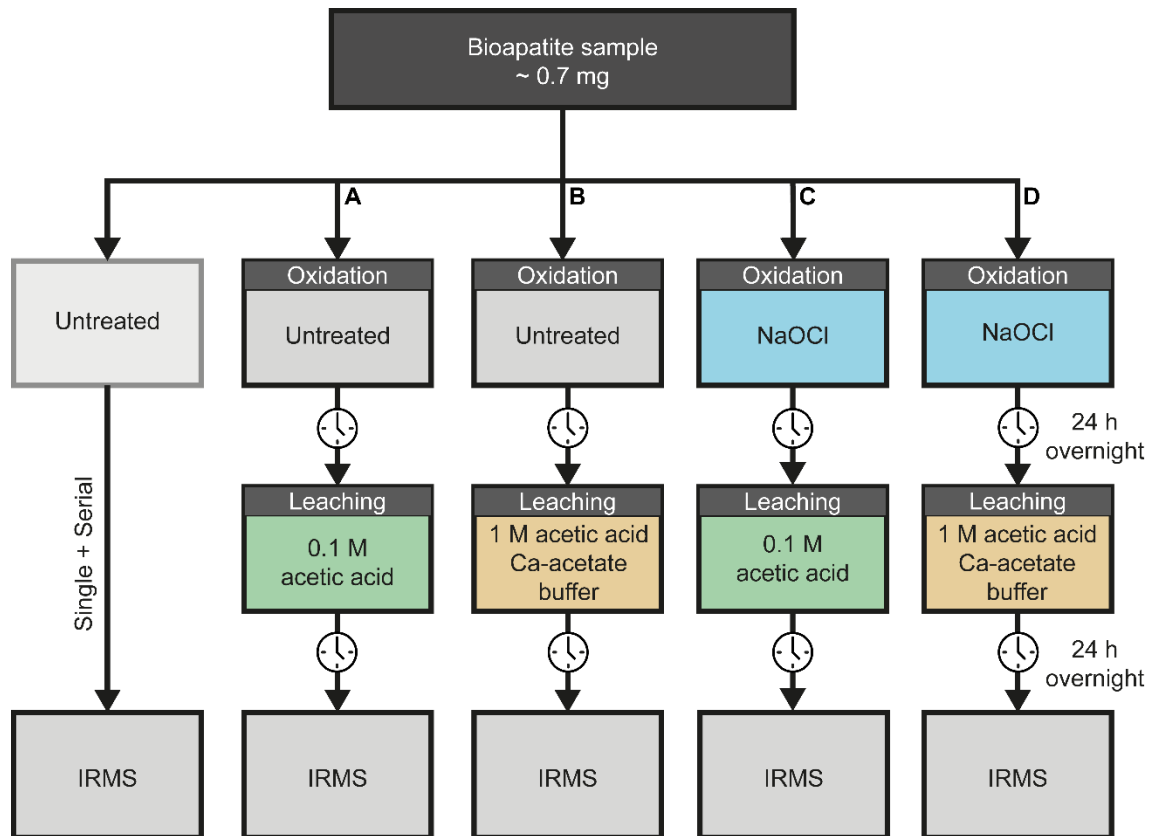 Bioapatite sample
~ 0.7 mg
A
B
C
D
Untreated
Oxidation
Untreated
Oxidation
Untreated
Oxidation
NaOCl
Oxidation
NaOCl
24 h
overnight
Single + Serial
Leaching
0.1 M
acetic acid
Leaching
1 M acetic acid
Ca-acetate
buffer
Leaching
0.1 M
acetic acid
Leaching
1 M acetic acid
Ca-acetate
buffer
24 h
overnight
IRMS
IRMS
IRMS
IRMS
IRMS